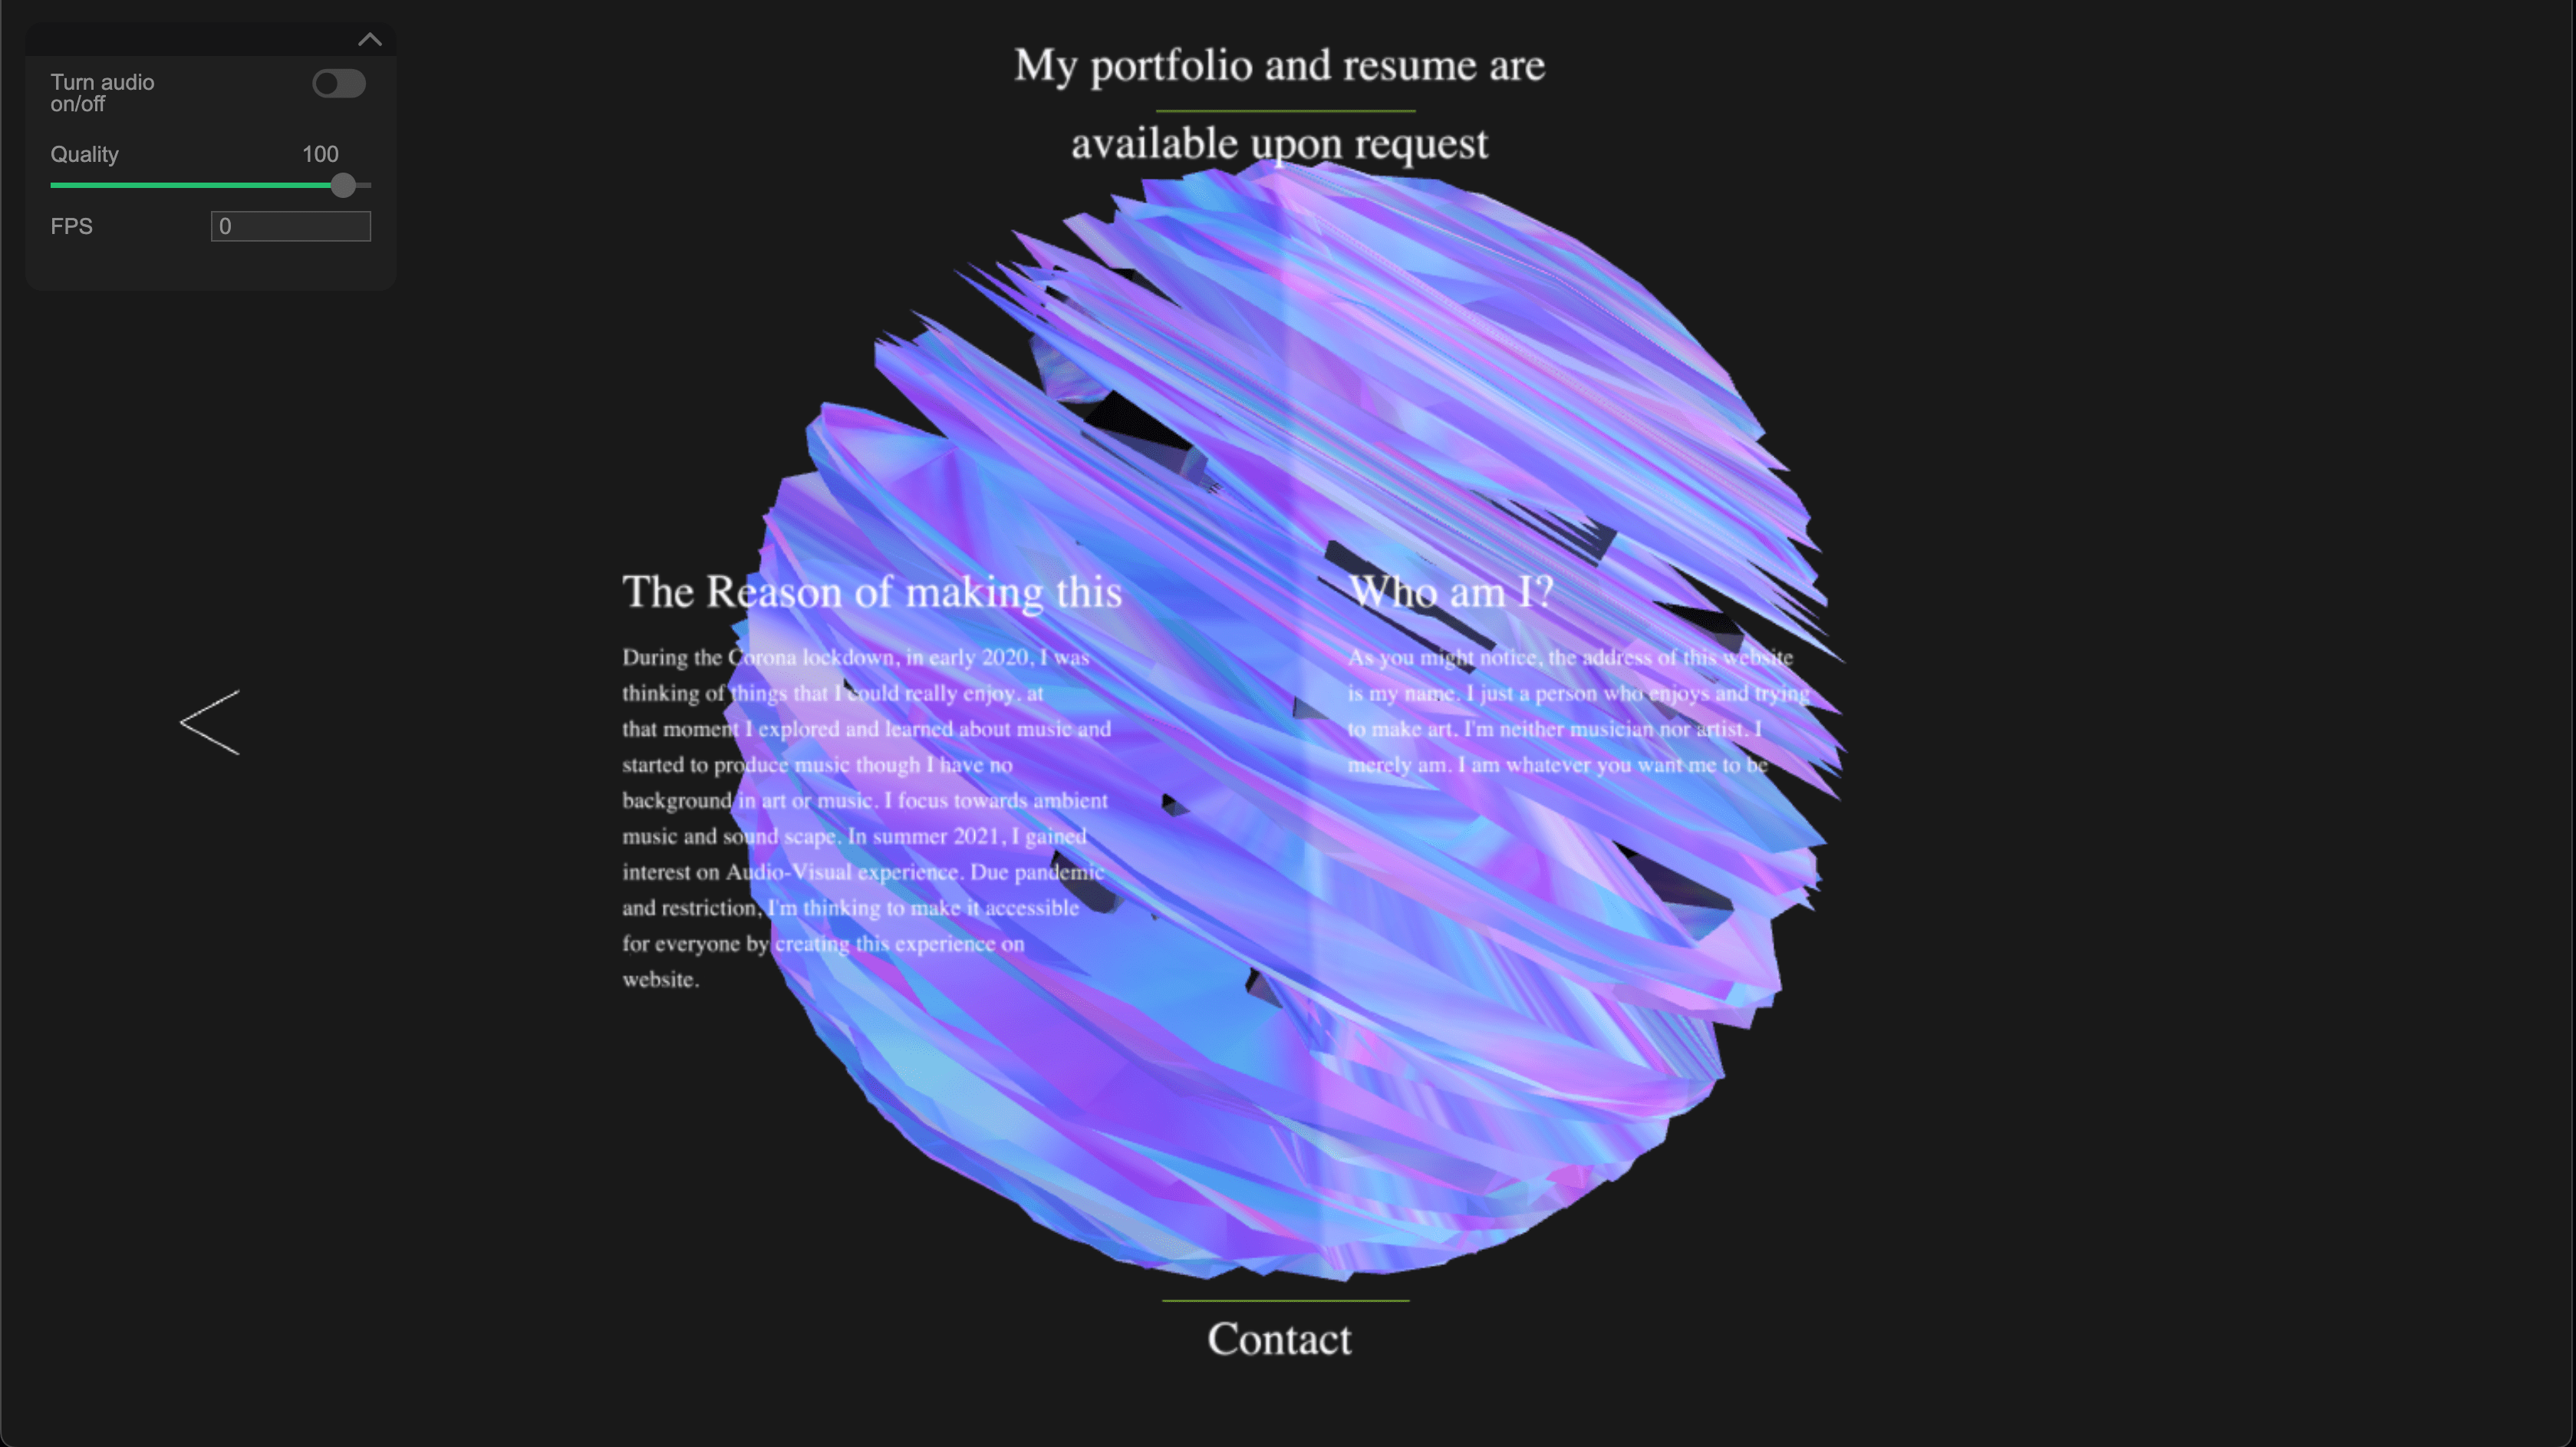 Turn audio
on/off
Quality 100
FPS 0
My portfolio and resume are
available upon request
The Reason of making this
During the Corona lockdown, in early 2020, I was
thinking of things that I could really enjoy. at
that moment I explored and learned about music and
started to produce music though I have no
background in art or music. I focus towards ambient
music and sound scape. In summer 2021, I gained
interest on Audio-Visual experience. Due pandemic
and restriction, I'm thinking to make it accessible
for everyone by creating this experience on
website.
Who am I?
As you might notice, the address of this website
is my name. I just a person who enjoys and trying
to make art. I'm neither musician nor artist. I
merely am. I am whatever you want me to be
Contact